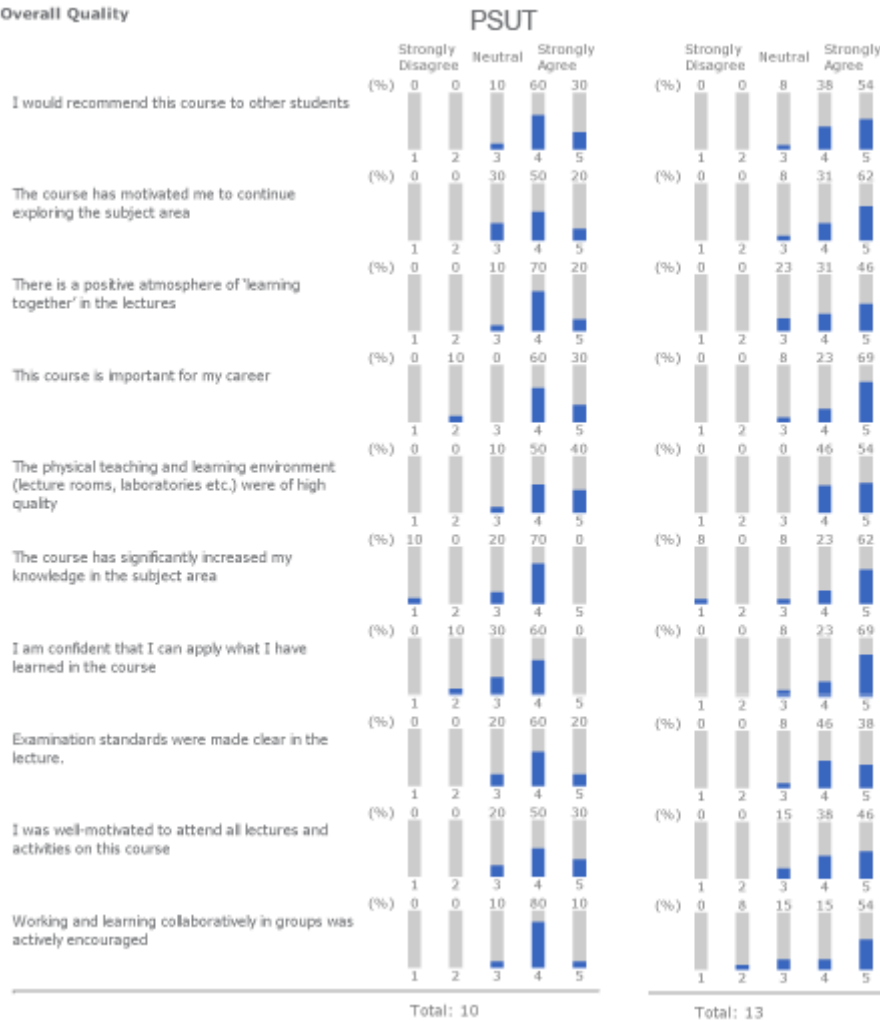 Overall Quality
PSUT
Strongly Disagree Neutral Strongly Agree
Strongly Disagree Neutral Strongly Agree
(%) 0 0 10 60 30
(%) 0 0 8 38 54
I would recommend this course to other students
1 2 3 4 5
1 2 3 4 5
(%) 0 0 30 50 20
(%) 0 0 8 31 62
The course has motivated me to continue
exploring the subject area
1 2 3 4 5
1 2 3 4 5
(%) 0 0 10 70 20
(%) 0 0 23 31 46
There is a positive atmosphere of 'learning
together' in the lectures
1 2 3 4 5
1 2 3 4 5
(%) 0 10 0 60 30
(%) 0 0 8 23 69
This course is important for my career
1 2 3 4 5
1 2 3 4 5
(%) 0 0 10 50 40
(%) 0 0 0 46 54
The physical teaching and learning environment
(lecture rooms, laboratories etc.) were of high
quality
1 2 3 4 5
1 2 3 4 5
(%) 10 0 20 70 0
(%) 8 0 8 23 62
The course has significantly increased my
knowledge in the subject area
1 2 3 4 5
1 2 3 4 5
(%) 0 10 30 60 0
(%) 0 0 8 23 69
I am confident that I can apply what I have
learned in the course
1 2 3 4 5
1 2 3 4 5
(%) 0 0 20 60 20
(%) 0 0 8 46 38
Examination standards were made clear in the
lecture.
1 2 3 4 5
1 2 3 4 5
(%) 0 0 20 50 30
(%) 0 0 15 38 46
I was well-motivated to attend all lectures and
activities on this course
1 2 3 4 5
1 2 3 4 5
(%) 0 0 10 80 10
(%) 0 8 15 15 54
Working and learning collaboratively in groups was
actively encouraged
1 2 3 4 5
1 2 3 4 5
Total: 10
Total: 13